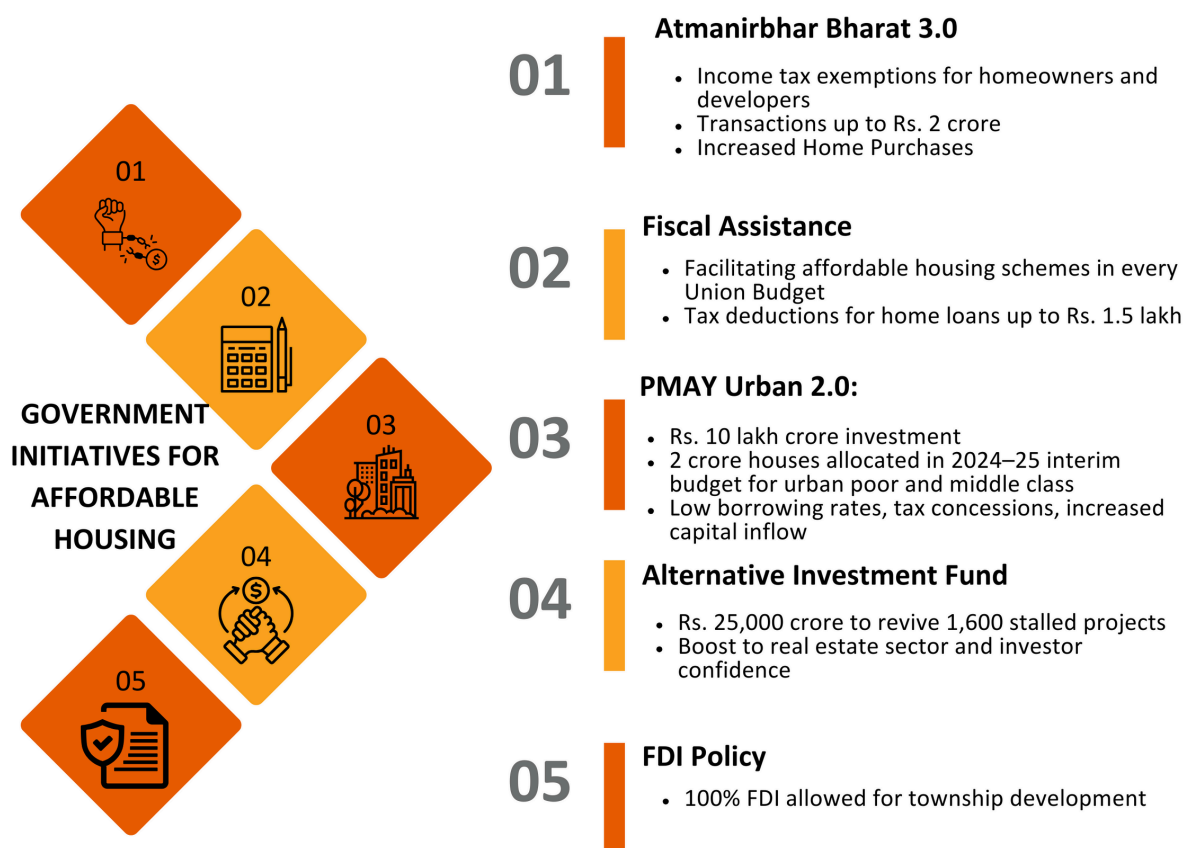 GOVERNMENT
INITIATIVES FOR
AFFORDABLE
HOUSING
01
$
02
03
04
$
05
01
Atmanirbhar Bharat 3.0
• Income tax exemptions for homeowners and
developers
• Transactions up to Rs. 2 crore
• Increased Home Purchases
02
Fiscal Assistance
• Facilitating affordable housing schemes in every
Union Budget
• Tax deductions for home loans up to Rs. 1.5 lakh
03
PMAY Urban 2.0:
• Rs. 10 lakh crore investment
• 2 crore houses allocated in 2024–25 interim
budget for urban poor and middle class
• Low borrowing rates, tax concessions, increased
capital inflow
04
Alternative Investment Fund
• Rs. 25,000 crore to revive 1,600 stalled projects
• Boost to real estate sector and investor
confidence
05
FDI Policy
• 100% FDI allowed for township development